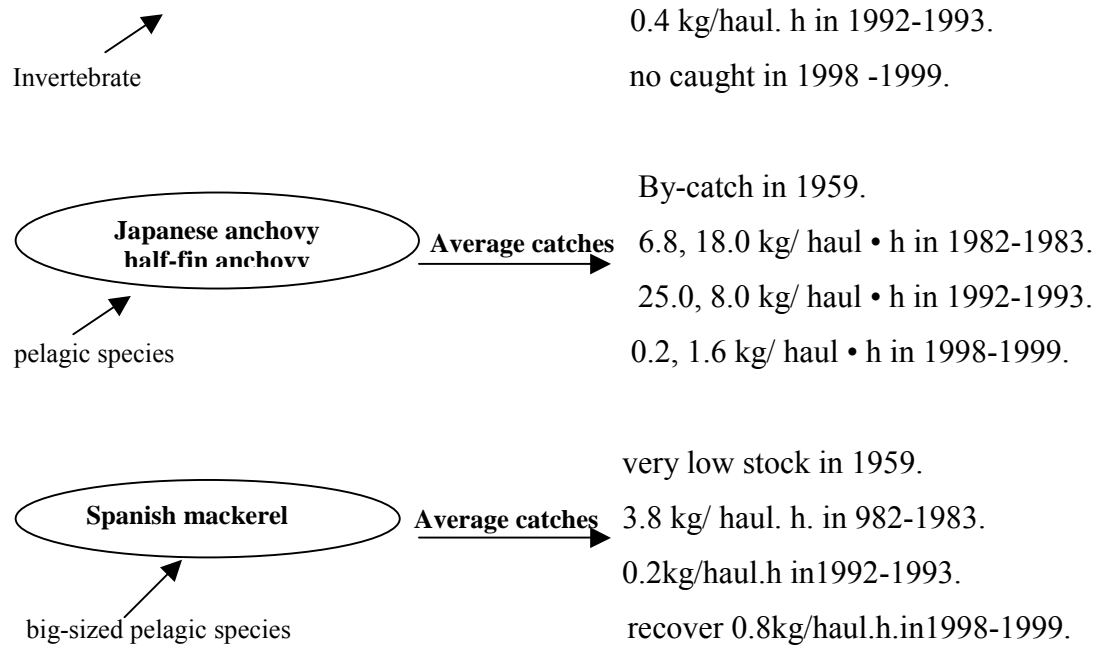 0.4 kg/haul. h in 1992-1993.
Invertebrate
no caught in 1998 -1999.
By-catch in 1959.
Japanese anchovy
half-fin anchovy
Average catches
6.8, 18.0 kg/ haul • h in 1982-1983.
25.0, 8.0 kg/ haul • h in 1992-1993.
pelagic species
0.2, 1.6 kg/ haul • h in 1998-1999.
very low stock in 1959.
Spanish mackerel
Average catches
3.8 kg/ haul. h. in 982-1983.
0.2kg/haul.h in1992-1993.
big-sized pelagic species
recover 0.8kg/haul.h.in1998-1999.